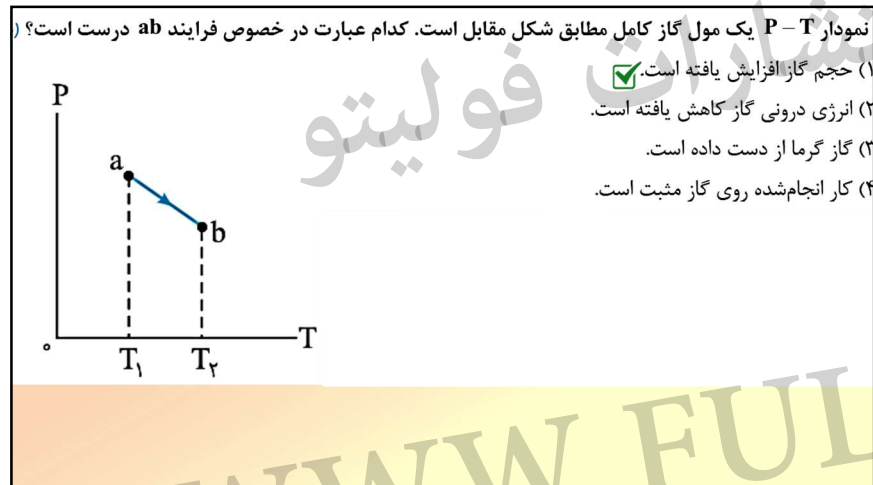 نمودار P – T یک مول گاز کامل مطابق شکل مقابل است. کدام عبارت در خصوص فرایند ab درست است؟ (
۱) حجم گاز افزایش یافته است.
۲) انرژی درونی گاز کاهش یافته است.
۳) گاز گرما از دست داده است.
۴) کار انجام‌شده روی گاز مثبت است.
P
a
b
T
T۱
T۲
فولیتو
WWW.FUL